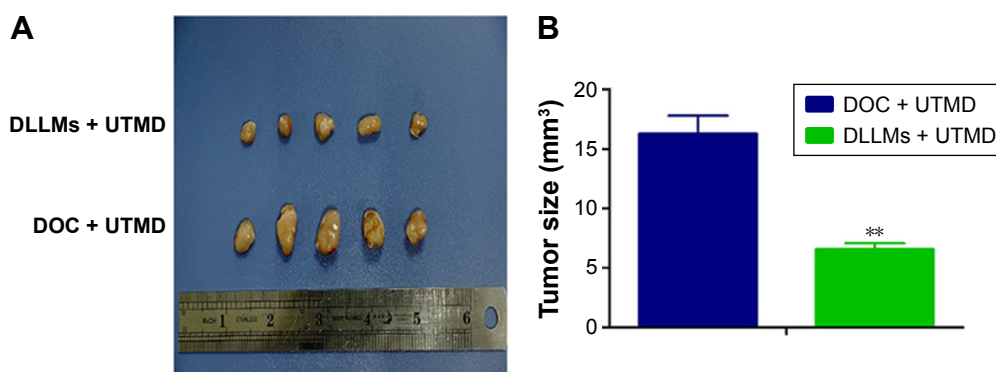 A
DLLMs + UTMD
DOC + UTMD
INCH 1 STAINLESS 2 3 4 5 6
B
Tumor size (mm³)
20
15
10
5
0
DOC + UTMD
DLLMs + UTMD
**